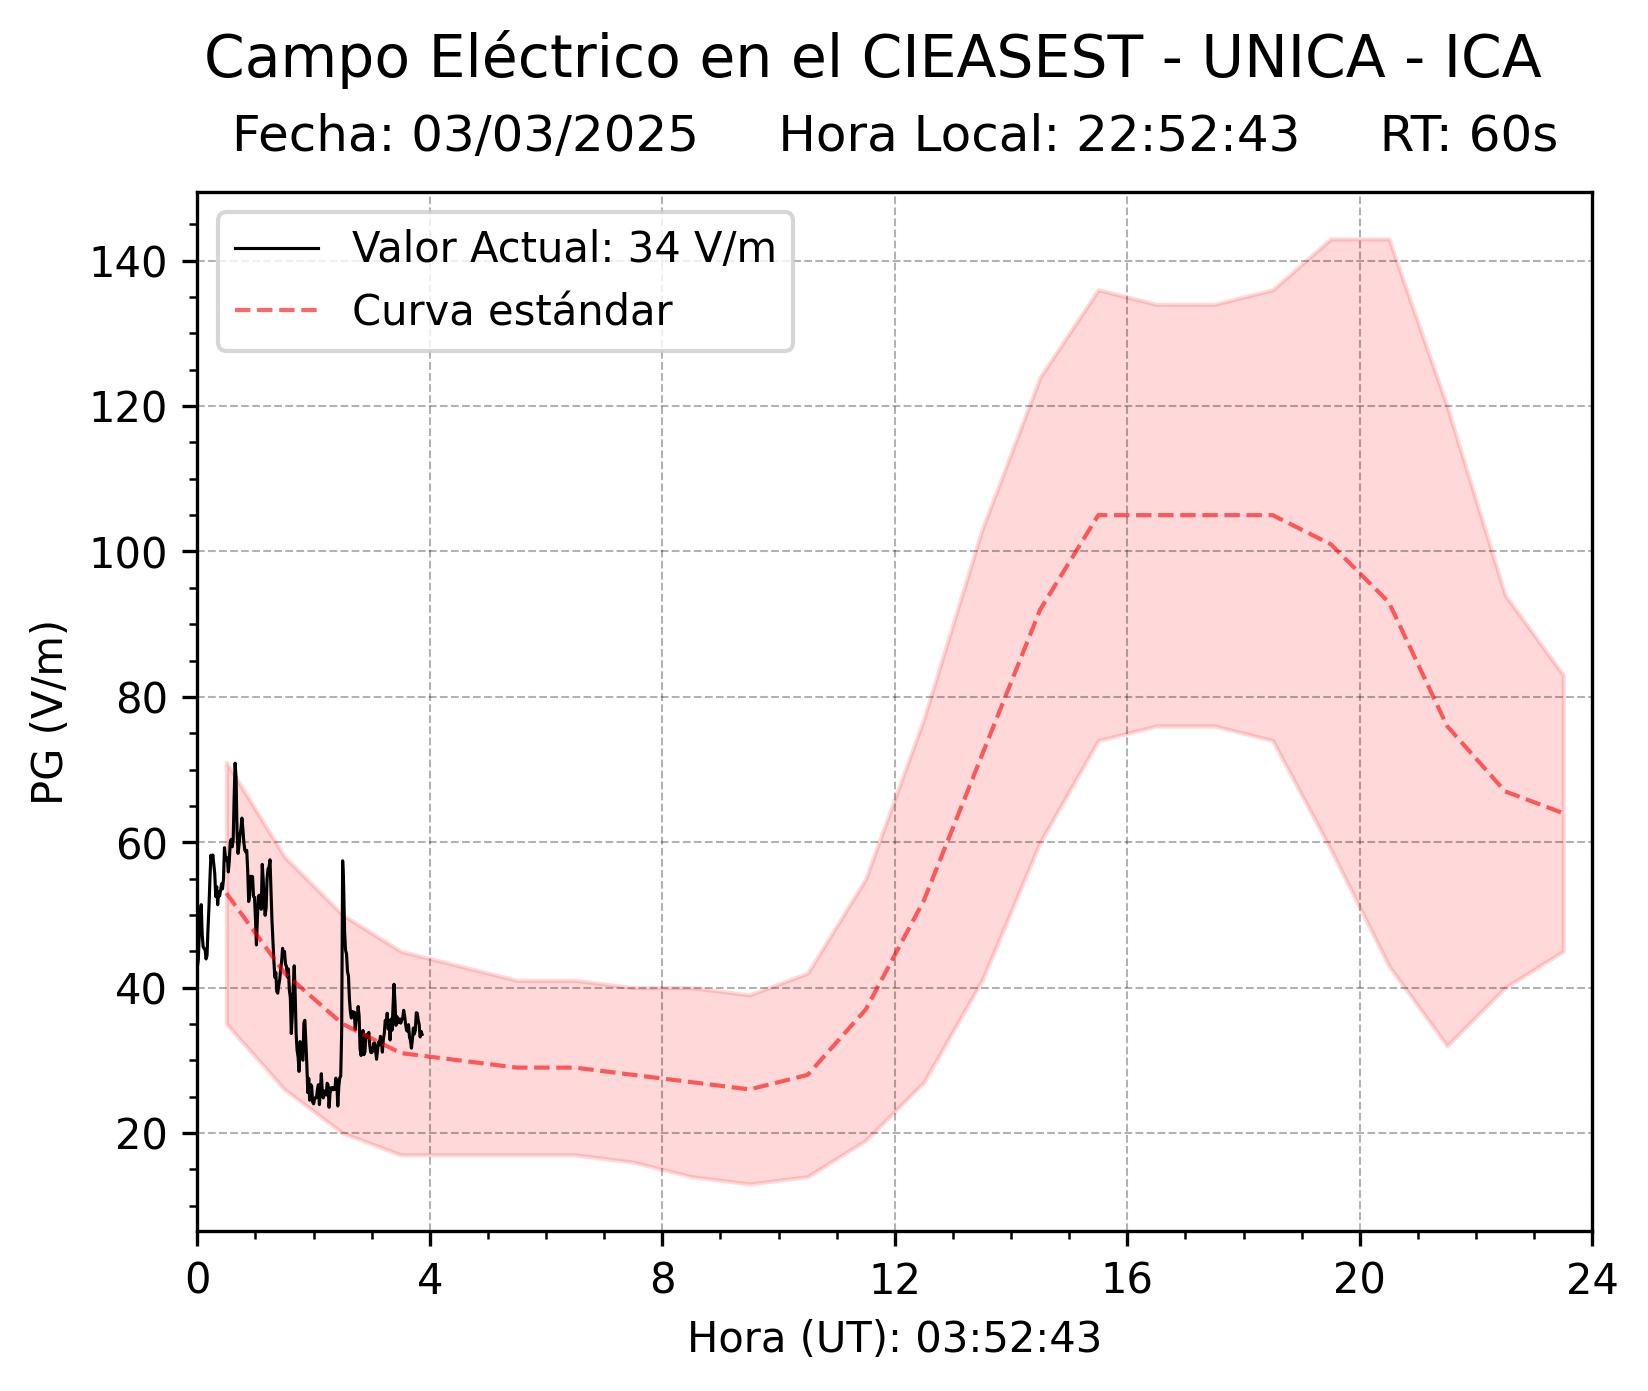 Campo Eléctrico en el CIEASEST - UNICA - ICA
Fecha: 03/03/2025 Hora Local: 22:52:43 RT: 60s
Valor Actual: 34 V/m
Curva estándar
140
120
100
80
60
40
20
PG (V/m)
0 4 8 12 16 20 24
Hora (UT): 03:52:43